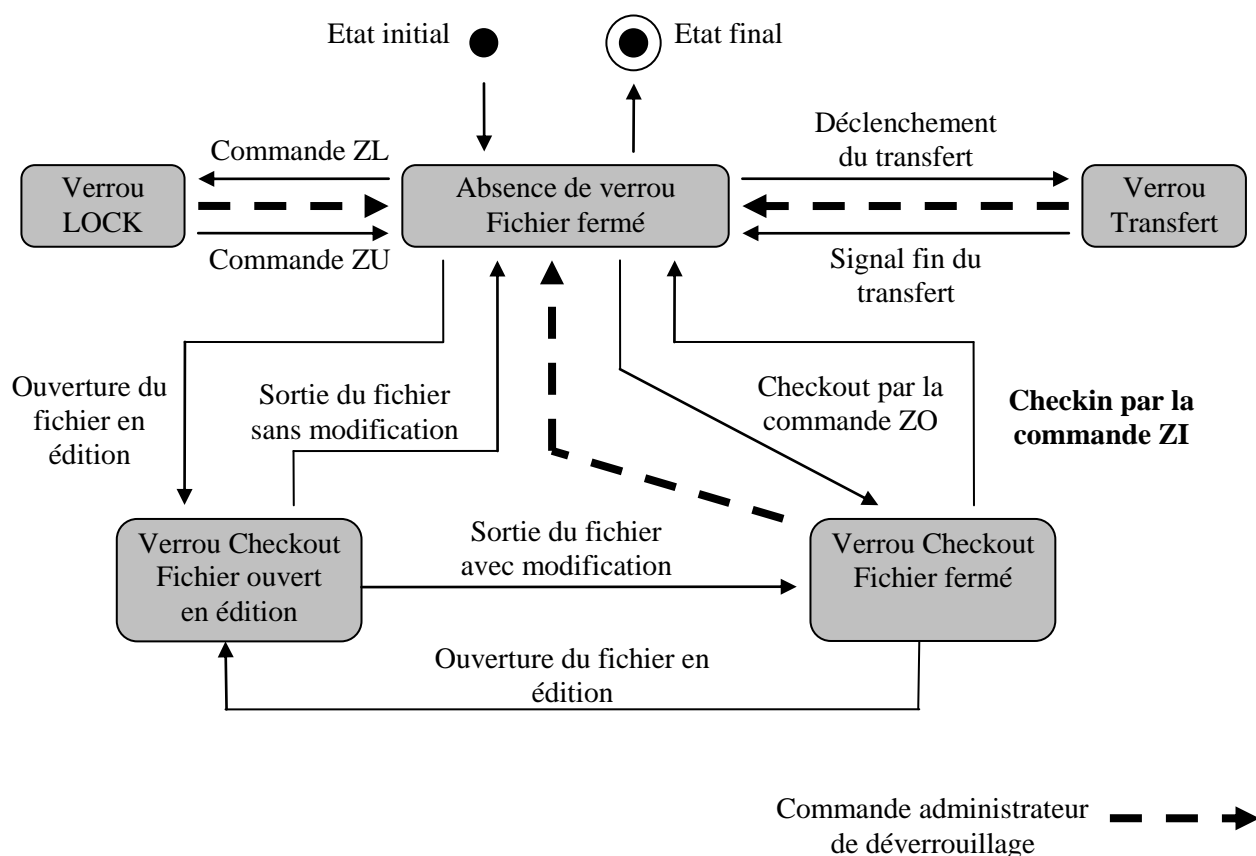 Etat initial
Etat final
Déclenchement
du transfert
Commande ZL
Verrou
LOCK
Absence de verrou
Fichier fermé
Verrou
Transfert
Commande ZU
Signal fin du
transfert
Ouverture du
fichier en
édition
Sortie du fichier
sans modification
Checkout par la
commande ZO
Checkin par la
commande ZI
Verrou Checkout
Fichier ouvert
en édition
Sortie du fichier
avec modification
Verrou Checkout
Fichier fermé
Ouverture du fichier en
édition
Commande administrateur
de déverrouillage